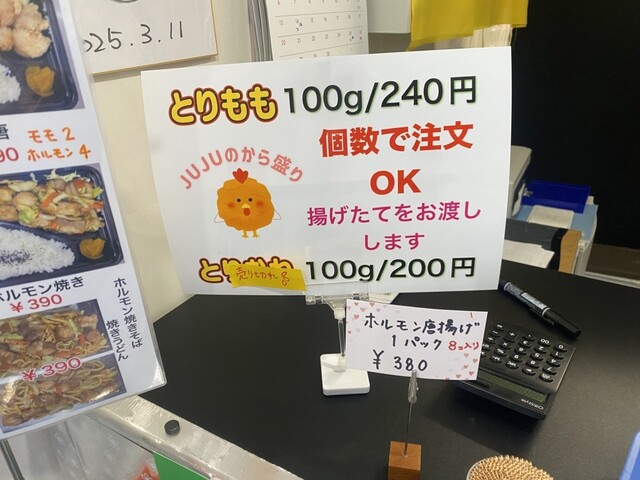 2025.3.11
とりもも 100g/240円
JUJUのから盛り
個数で注文
OK
揚げたてをお渡し
します
売り切れ
100g/200円
ホルモン唐揚げ
1パック 8コ入り
¥380
モモ2
ホルモン4
ホルモン焼き
¥390
ホルモン焼きそば
焼きうどん
¥390